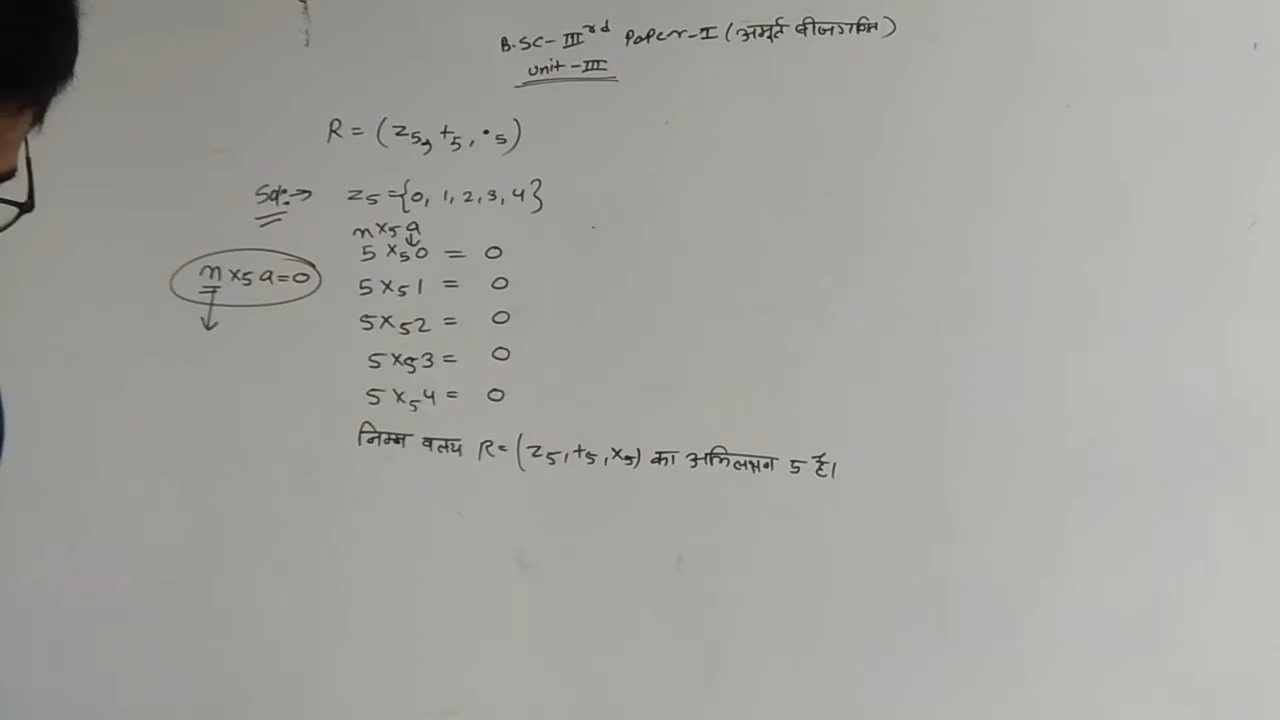 B.SC-III rd Paper-I (अमूर्त बीजगणित)
Unit-III
R = (Z5, +5, •5)
Sol:-> Z5 = {0, 1, 2, 3, 4}
n×5 a
5 ×5 0 = 0
n ×5 a = 0
5 ×5 1 = 0
5 ×5 2 = 0
5 ×5 3 = 0
5 ×5 4 = 0
निम्न वलय R = (Z5, +5, ×5) का अभिलक्षण 5 है।